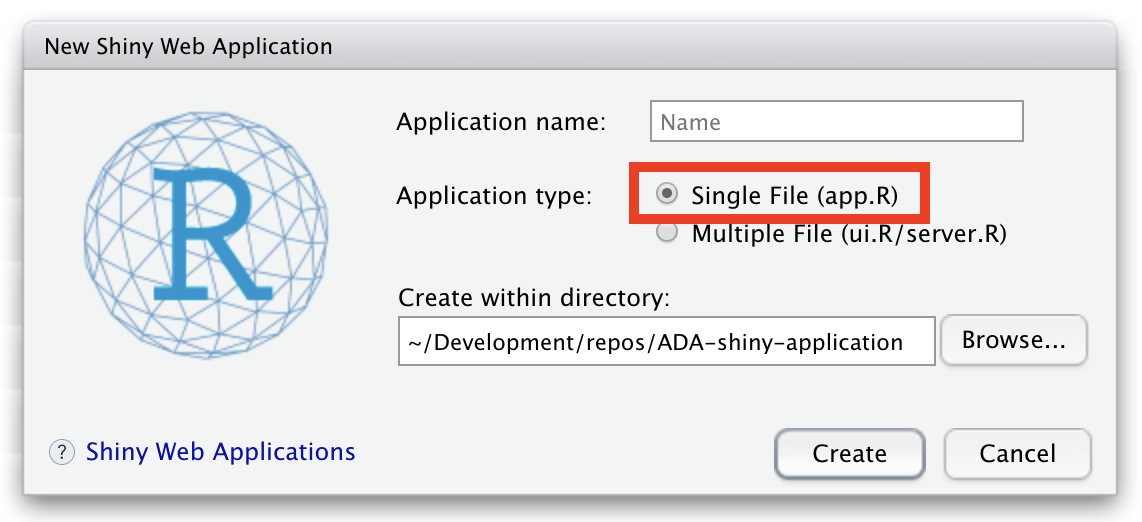 New Shiny Web Application
R
Application name: Name
Application type: Single File (app.R)
Multiple File (ui.R/server.R)
Create within directory:
~/Development/repos/ADA-shiny-application Browse...
? Shiny Web Applications Create Cancel